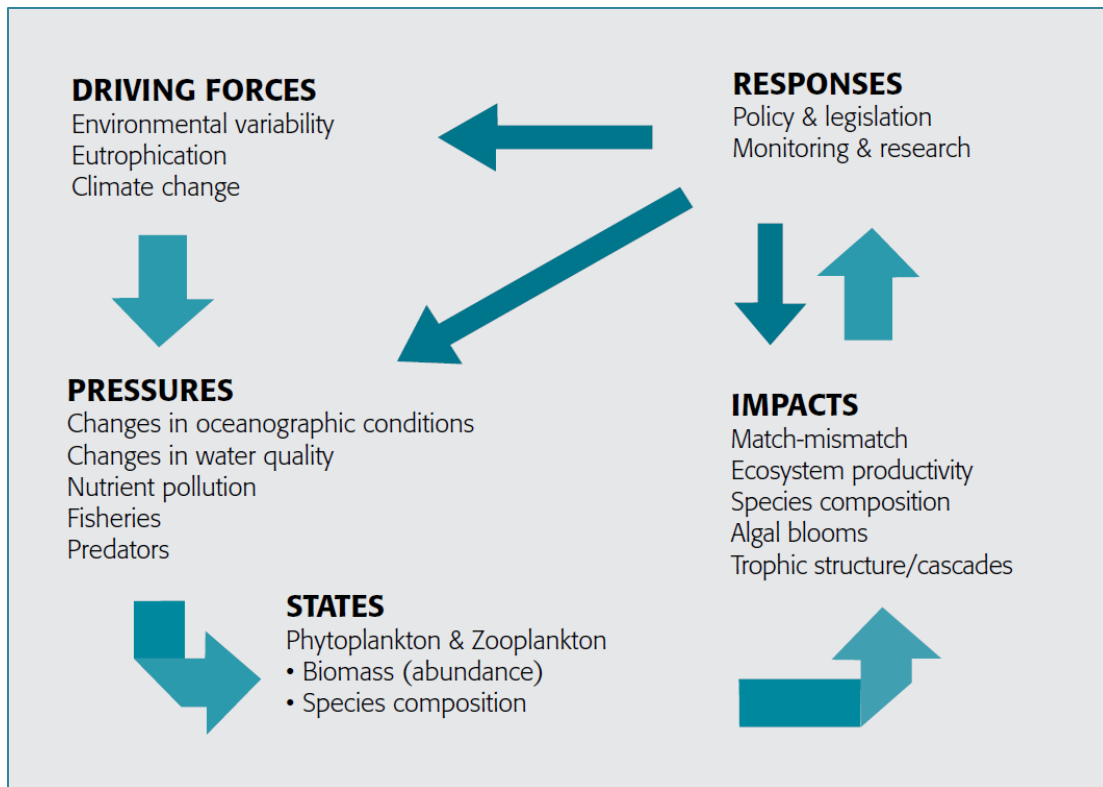 DRIVING FORCES
Environmental variability
Eutrophication
Climate change
RESPONSES
Policy & legislation
Monitoring & research
PRESSURES
Changes in oceanographic conditions
Changes in water quality
Nutrient pollution
Fisheries
Predators
IMPACTS
Match-mismatch
Ecosystem productivity
Species composition
Algal blooms
Trophic structure/cascades
STATES
Phytoplankton & Zooplankton
• Biomass (abundance)
• Species composition